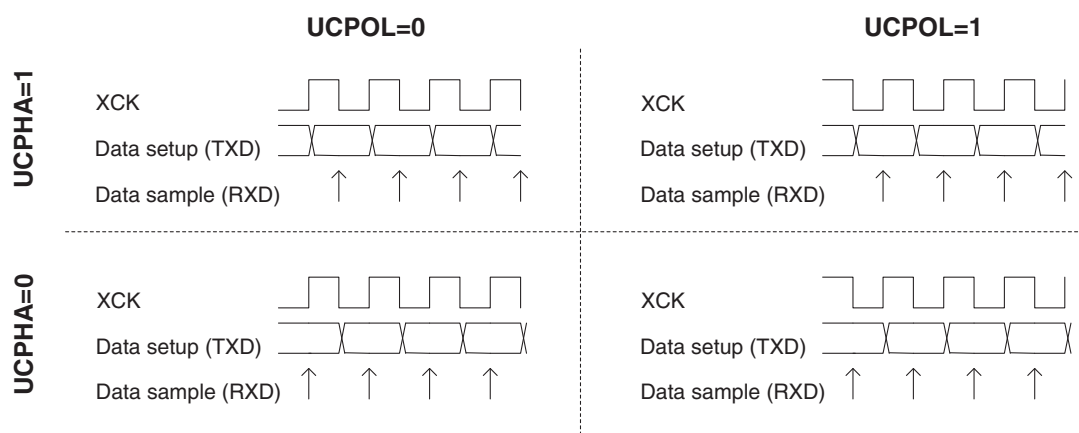 UCPOL=0
UCPOL=1
UCPHA=1
XCK
Data setup (TXD)
Data sample (RXD)
XCK
Data setup (TXD)
Data sample (RXD)
UCPHA=0
XCK
Data setup (TXD)
Data sample (RXD)
XCK
Data setup (TXD)
Data sample (RXD)